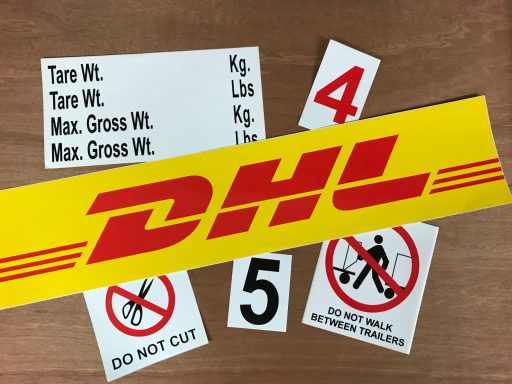 Tare Wt. Kg.
Tare Wt. Lbs
Max. Gross Wt. Kg.
Max. Gross Wt. Lbs
4
DHL
DO NOT CUT
5
DO NOT WALK
BETWEEN TRAILERS